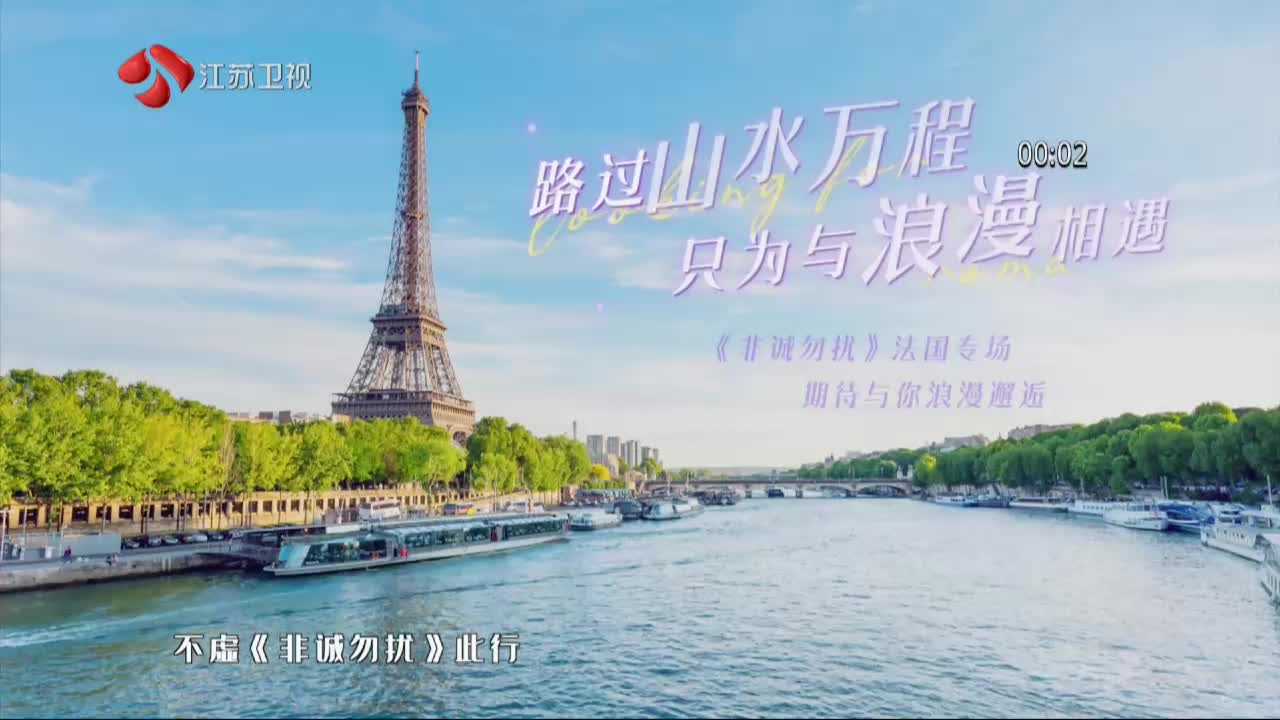 江苏卫视
00:02
路过山水万程
只为与浪漫相遇
《非诚勿扰》法国专场
期待与你浪漫邂逅
不虚《非诚勿扰》此行